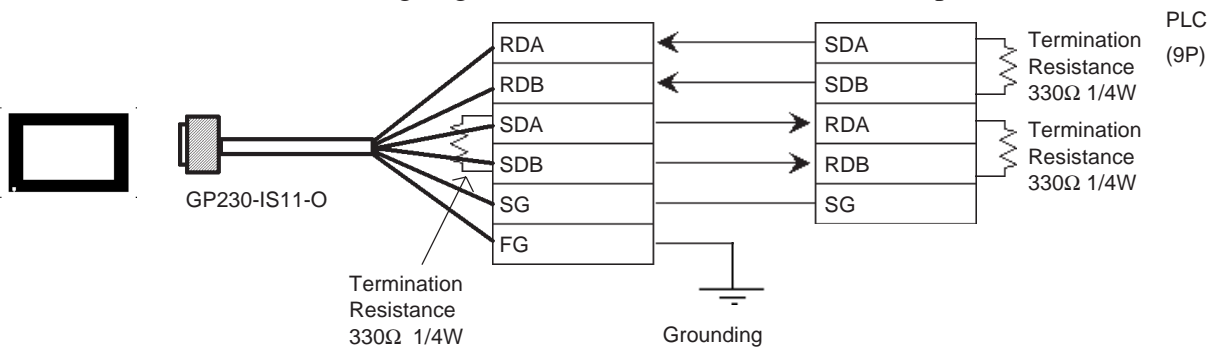 PLC
(9P)
RDA
RDB
SDA
SDB
SG
FG
SDA
SDB
RDA
RDB
SG
Termination
Resistance
330Ω 1/4W
Termination
Resistance
330Ω 1/4W
GP230-IS11-O
Termination
Resistance
330Ω 1/4W
Grounding